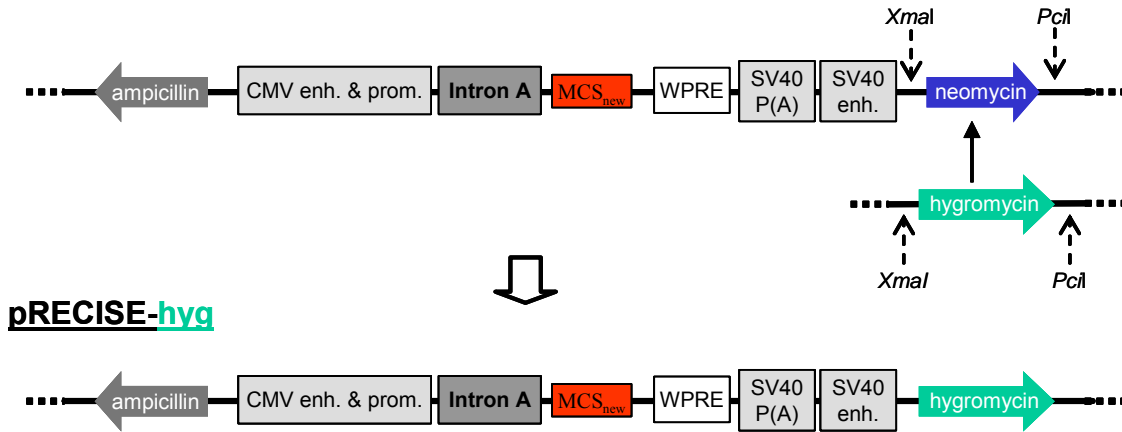 XmaI PciI
ampicillin CMV enh. & prom. Intron A MCSnew WPRE SV40 P(A) SV40 enh. neomycin
hygromycin
XmaI PciI
pRECISE-hyg
ampicillin CMV enh. & prom. Intron A MCSnew WPRE SV40 P(A) SV40 enh. hygromycin